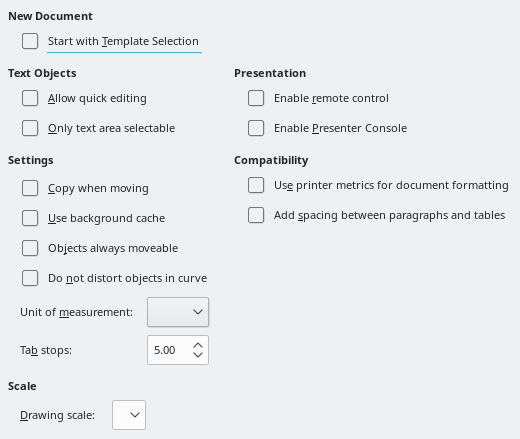 New Document
Start with Template Selection
Text Objects
Allow quick editing
Only text area selectable
Presentation
Enable remote control
Enable Presenter Console
Settings
Copy when moving
Use background cache
Objects always moveable
Do not distort objects in curve
Unit of measurement:
Tab stops: 5.00
Compatibility
Use printer metrics for document formatting
Add spacing between paragraphs and tables
Scale
Drawing scale: